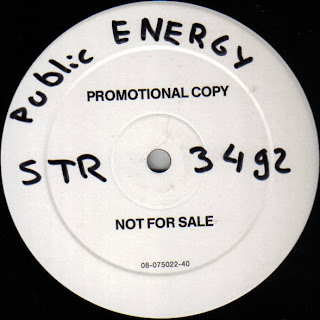 Public ENERGY
PROMOTIONAL COPY
STR 3492
NOT FOR SALE
08-075022-40